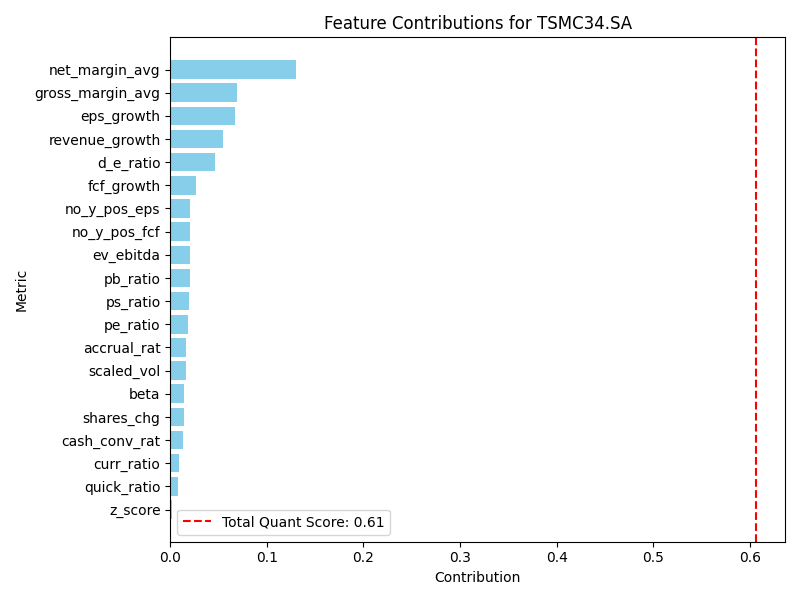 Feature Contributions for TSMC34.SA
Metric
net_margin_avg
gross_margin_avg
eps_growth
revenue_growth
d_e_ratio
fcf_growth
no_y_pos_eps
no_y_pos_fcf
ev_ebitda
pb_ratio
ps_ratio
pe_ratio
accrual_rat
scaled_vol
beta
shares_chg
cash_conv_rat
curr_ratio
quick_ratio
z_score
Total Quant Score: 0.61
0.0 0.1 0.2 0.3 0.4 0.5 0.6
Contribution